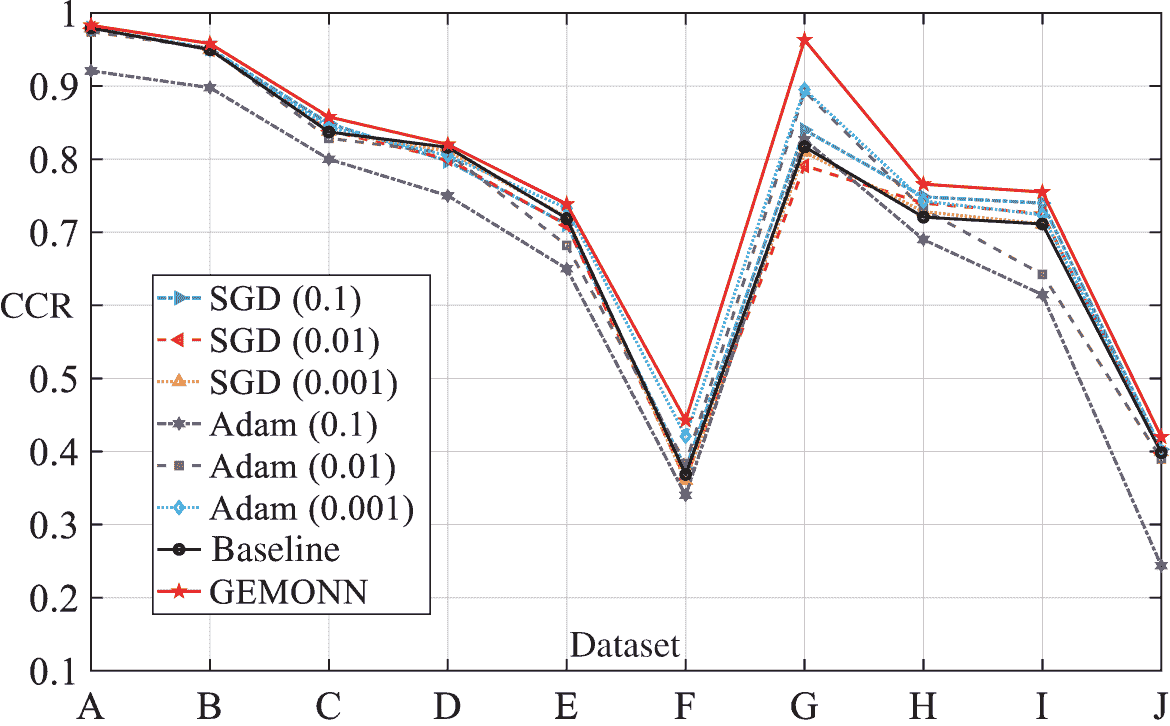 1
0.9
0.8
0.7
CCR
0.5
0.4
0.3
0.2
0.1
SGD (0.1)
SGD (0.01)
SGD (0.001)
Adam (0.1)
Adam (0.01)
Adam (0.001)
Baseline
GEMONN
Dataset
A B C D E F G H I J